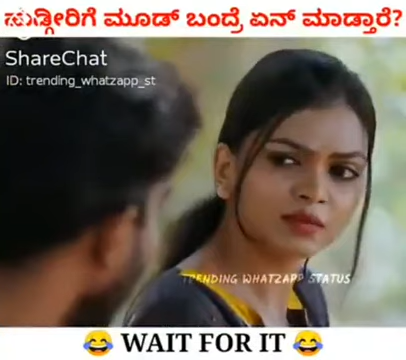 ಹುಡ್ಗೀರಿಗೆ ಮೂಡ್ ಬಂದ್ರೆ ಏನ್ ಮಾಡ್ತಾರೆ?
ShareChat
ID: trending_whatzapp_st
TRENDING WHATZAPP STATUS
😂 WAIT FOR IT 😂